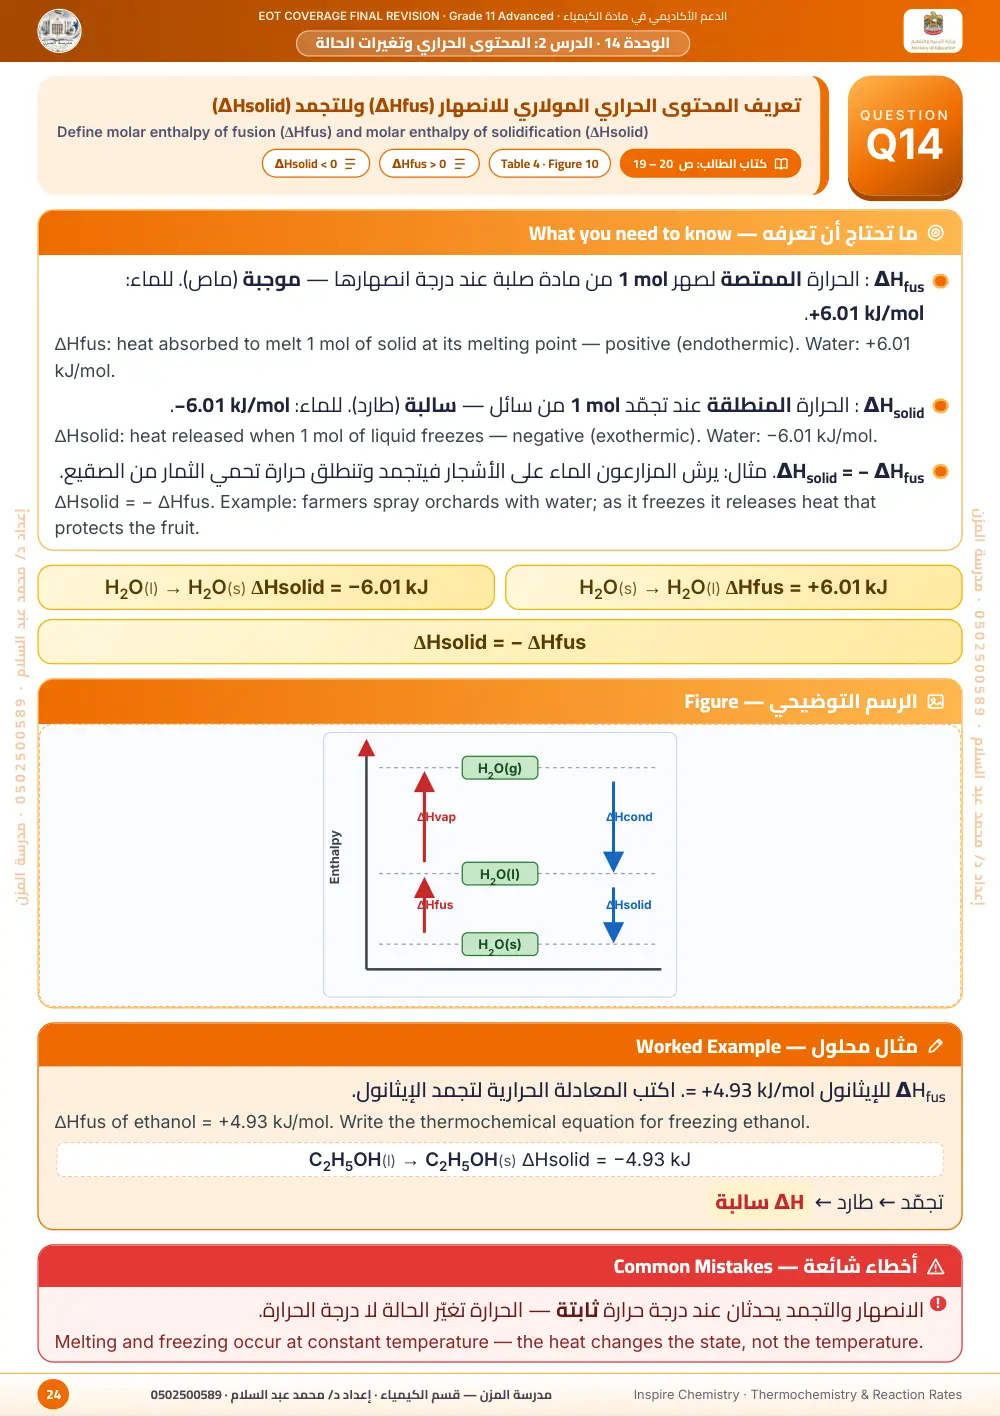 EOT COVERAGE FINAL REVISION · Grade 11 Advanced · الدعم الأكاديمي في مادة الكيمياء
الوحدة 14 · الدرس 2: المحتوى الحراري وتغيرات الحالة
QUESTION
Q14
تعريف المحتوى الحراري المولاري للانصهار (ΔHfus) وللتجمد (ΔHsolid)
Define molar enthalpy of fusion (ΔHfus) and molar enthalpy of solidification (ΔHsolid)
كتاب الطالب: ص 20 – 19
Table 4 · Figure 10
ΔHfus > 0
ΔHsolid < 0
ما تحتاج أن تعرفه — What you need to know
ΔHfus : الحرارة الممتصة لصهر 1 mol من مادة صلبة عند درجة انصهارها — موجبة (ماص). للماء:
+6.01 kJ/mol.
ΔHfus: heat absorbed to melt 1 mol of solid at its melting point — positive (endothermic). Water: +6.01
kJ/mol.
ΔHsolid : الحرارة المنطلقة عند تجمّد 1 mol من سائل — سالبة (طارد). للماء: −6.01 kJ/mol.
ΔHsolid: heat released when 1 mol of liquid freezes — negative (exothermic). Water: −6.01 kJ/mol.
ΔHsolid = − ΔHfus. مثال: يرش المزارعون الماء على الأشجار فيتجمد وتنطلق حرارة تحمي الثمار من الصقيع.
ΔHsolid = − ΔHfus. Example: farmers spray orchards with water; as it freezes it releases heat that
protects the fruit.
H2O(s) → H2O(l) ΔHfus = +6.01 kJ
H2O(l) → H2O(s) ΔHsolid = −6.01 kJ
ΔHsolid = − ΔHfus
الرسم التوضيحي — Figure
Enthalpy
H2O(g)
ΔHvap
ΔHcond
H2O(l)
ΔHfus
ΔHsolid
H2O(s)
مثال محلول — Worked Example
ΔHfus للإيثانول = +4.93 kJ/mol. اكتب المعادلة الحرارية لتجمد الإيثانول.
ΔHfus of ethanol = +4.93 kJ/mol. Write the thermochemical equation for freezing ethanol.
C2H5OH(l) → C2H5OH(s) ΔHsolid = −4.93 kJ
تجمّد ← طارد ← ΔH سالبة
أخطاء شائعة — Common Mistakes
الانصهار والتجمد يحدثان عند درجة حرارة ثابتة — الحرارة تغيّر الحالة لا درجة الحرارة.
Melting and freezing occur at constant temperature — the heat changes the state, not the temperature.
إعداد د/ محمد عبد السلام · 0502500589 · مدرسة المزن
إعداد د/ محمد عبد السلام · 0502500589 · مدرسة المزن
24
مدرسة المزن — قسم الكيمياء · إعداد د/ محمد عبد السلام · 0502500589
Inspire Chemistry · Thermochemistry & Reaction Rates